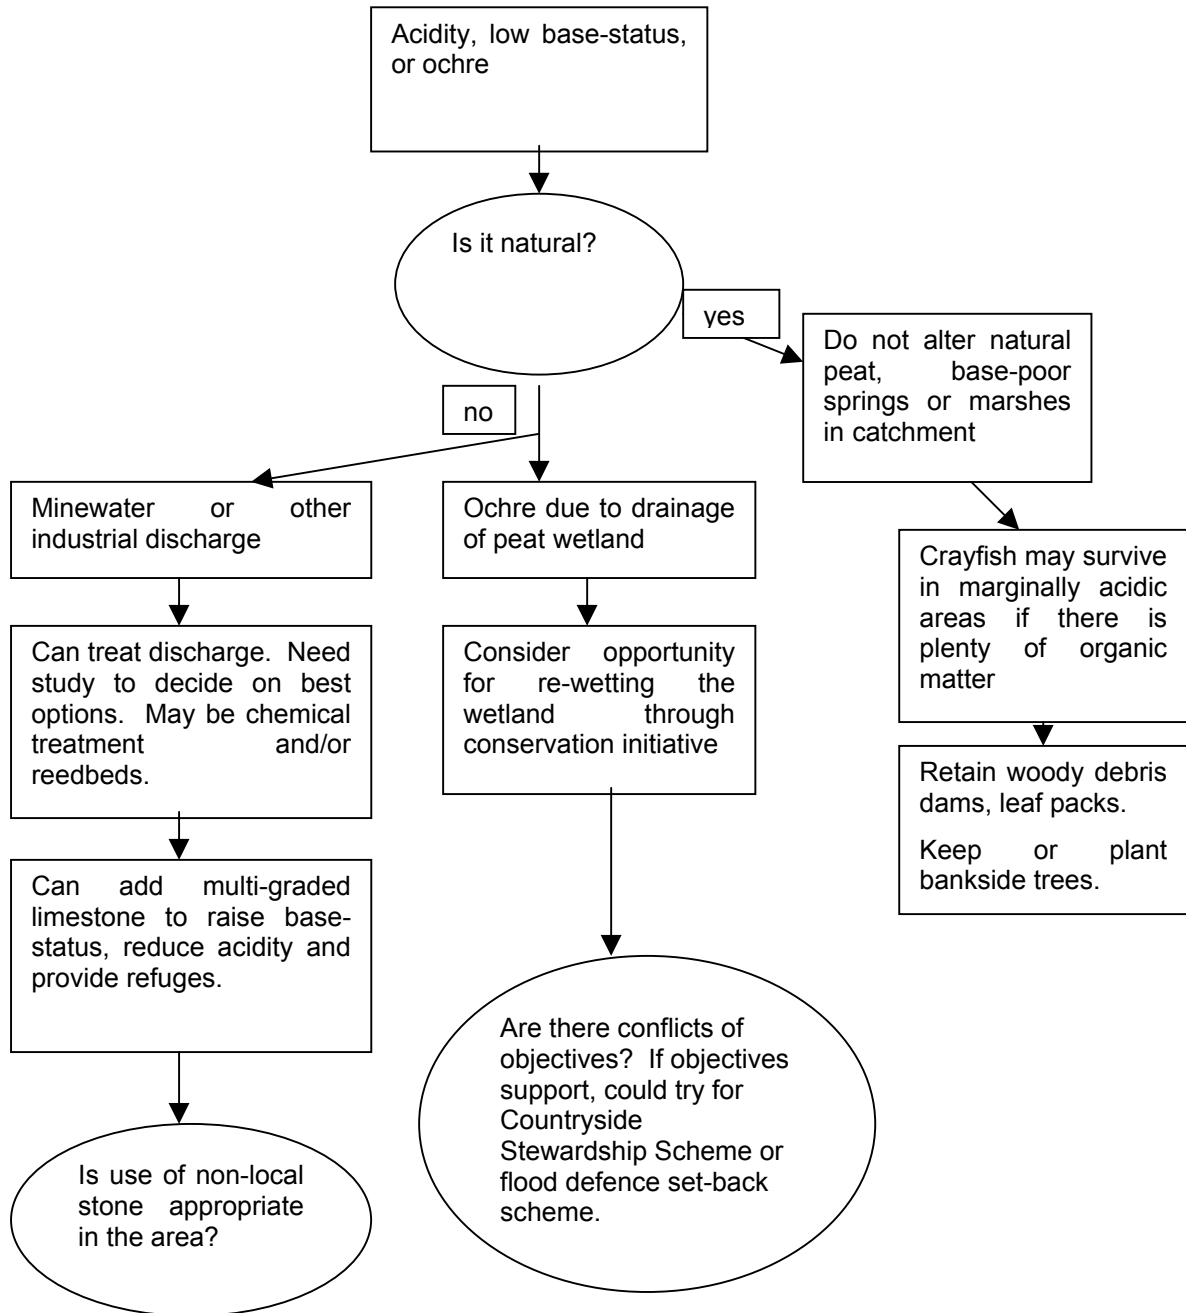 Acidity, low base-status,
or ochre
Is it natural?
yes
Do not alter natural
peat, base-poor
springs or marshes
in catchment
no
Minewater or other
industrial discharge
Ochre due to drainage
of peat wetland
Crayfish may survive
in marginally acidic
areas if there is
plenty of organic
matter
Can treat discharge. Need
study to decide on best
options. May be chemical
treatment and/or
reedbeds.
Consider opportunity
for re-wetting the
wetland through
conservation initiative
Retain woody debris
dams, leaf packs.
Keep or plant
bankside trees.
Can add multi-graded
limestone to raise base-
status, reduce acidity and
provide refuges.
Are there conflicts of
objectives? If objectives
support, could try for
Countryside
Stewardship Scheme or
flood defence set-back
scheme.
Is use of non-local
stone appropriate
in the area?